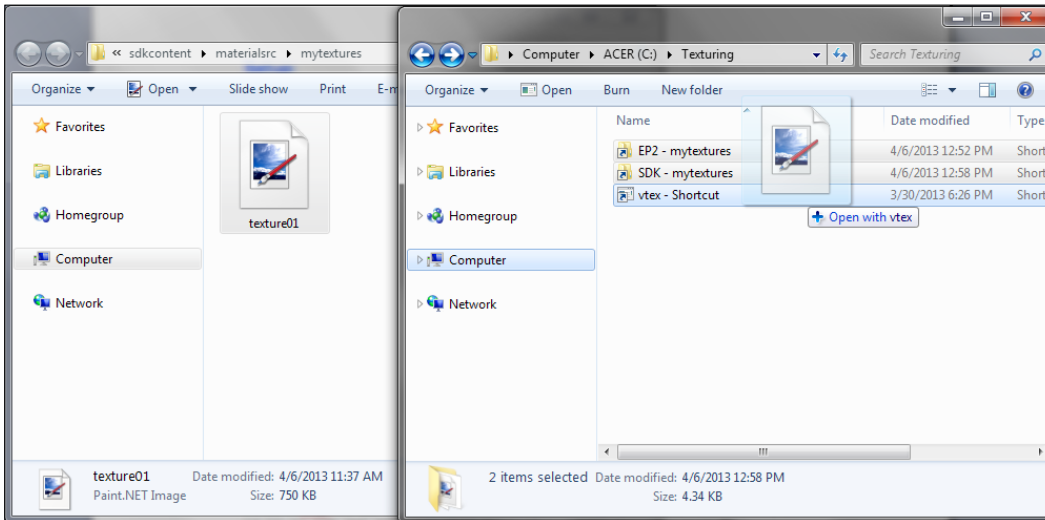 « sdkcontent ▸ materialsrc ▸ mytextures
Organize ▾ Open ▾ Slide show Print E-m
Favorites
Libraries
Homegroup
Computer
Network
texture01
texture01 Date modified: 4/6/2013 11:37 AM
Paint.NET Image Size: 750 KB
▸ Computer ▸ ACER (C:) ▸ Texturing
Search Texturing
Organize ▾ Open Burn New folder
Favorites
Libraries
Homegroup
Computer
Network
Name Date modified Type
EP2 - mytextures 4/6/2013 12:52 PM Short
SDK - mytextures 4/6/2013 12:58 PM Short
vtex - Shortcut 3/30/2013 6:26 PM Short
Open with vtex
2 items selected Date modified: 4/6/2013 12:58 PM
Size: 4.34 KB